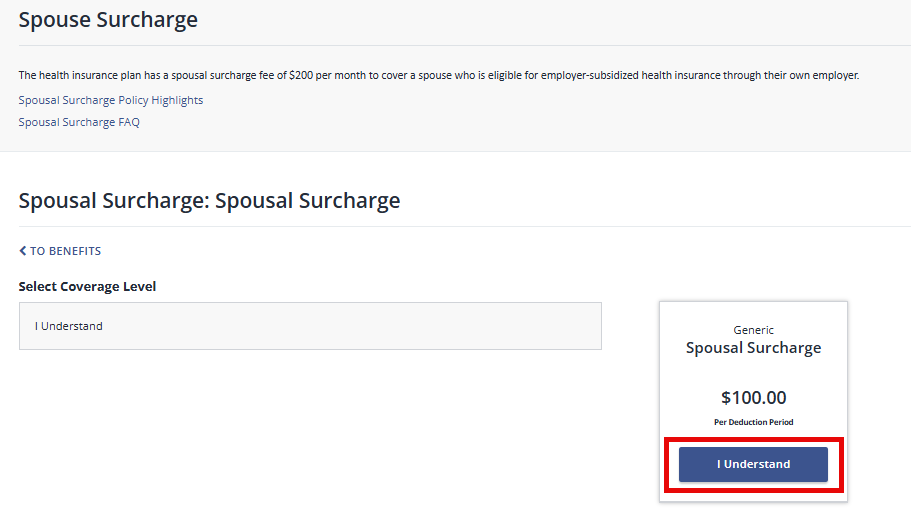 Spouse Surcharge
The health insurance plan has a spousal surcharge fee of $200 per month to cover a spouse who is eligible for employer-subsidized health insurance through their own employer.
Spousal Surcharge Policy Highlights
Spousal Surcharge FAQ
Spousal Surcharge: Spousal Surcharge
TO BENEFITS
Select Coverage Level
I Understand
Generic
Spousal Surcharge
$100.00
Per Deduction Period
I Understand